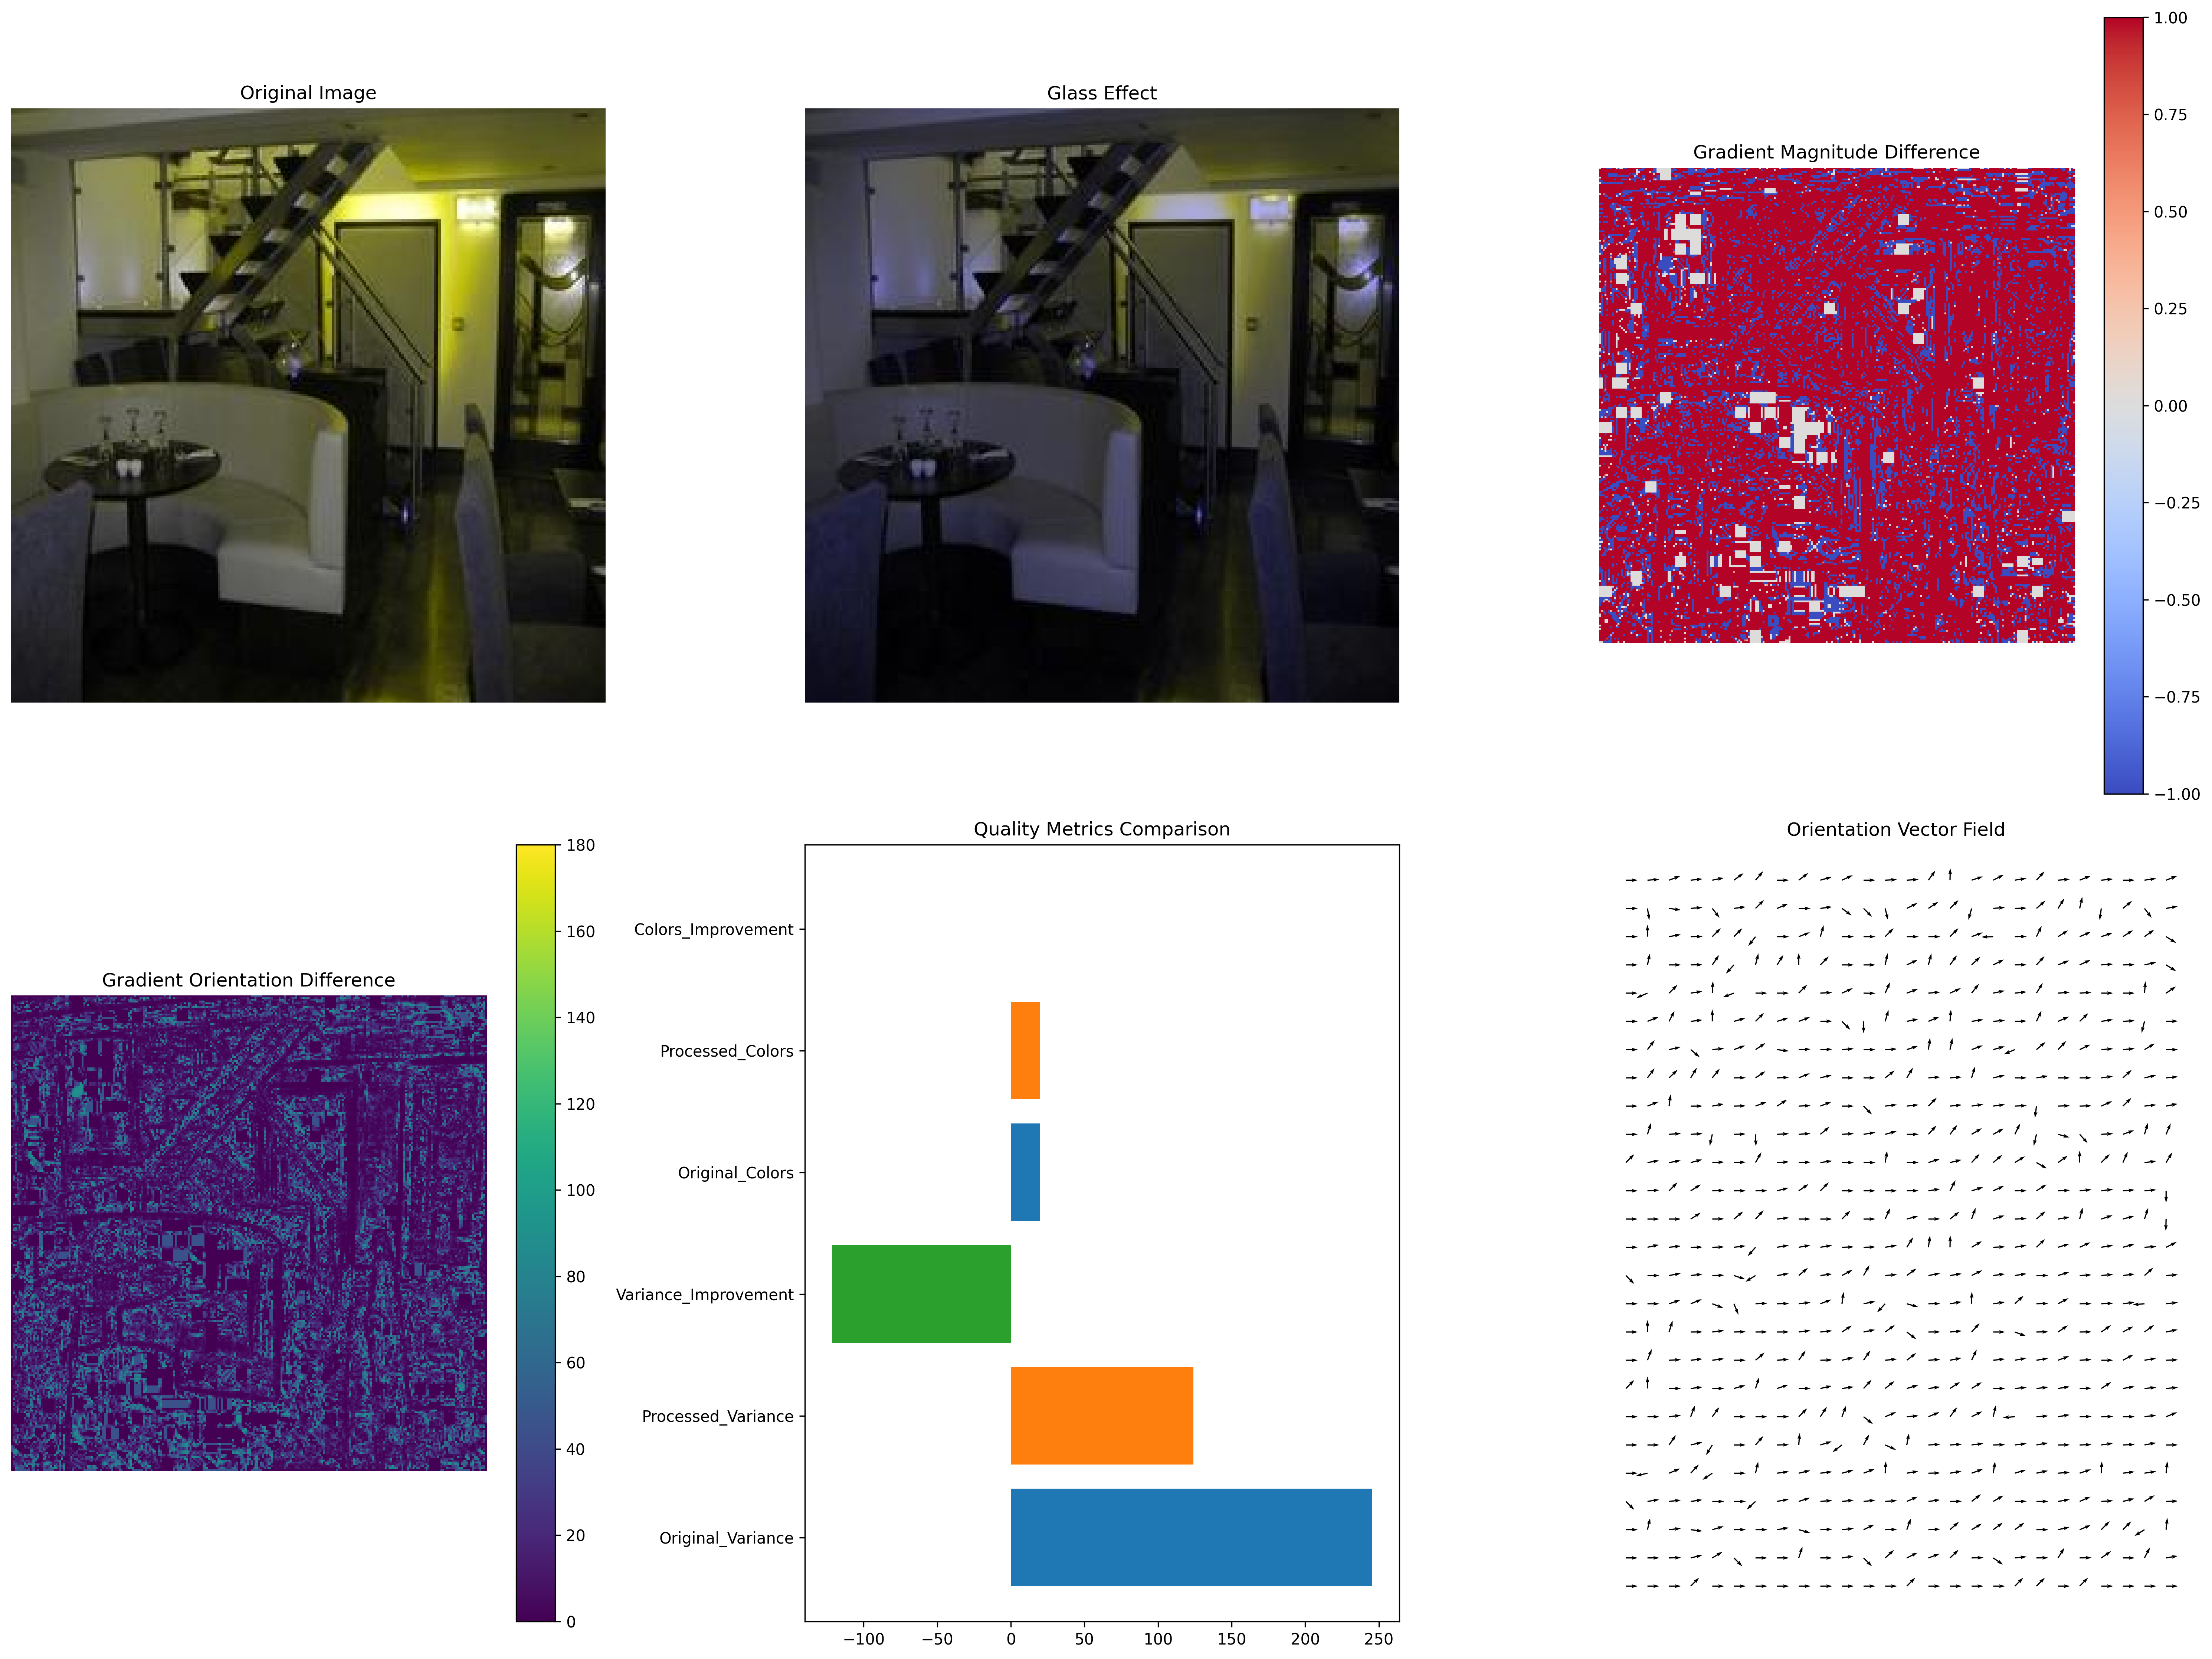 Original Image
Glass Effect
Gradient Magnitude Difference
1.00
0.75
0.50
0.25
0.00
−0.25
−0.50
−0.75
−1.00
Gradient Orientation Difference
180
160
140
120
100
80
60
40
20
0
Quality Metrics Comparison
Colors_Improvement
Processed_Colors
Original_Colors
Variance_Improvement
Processed_Variance
Original_Variance
−100 −50 0 50 100 150 200 250
Orientation Vector Field